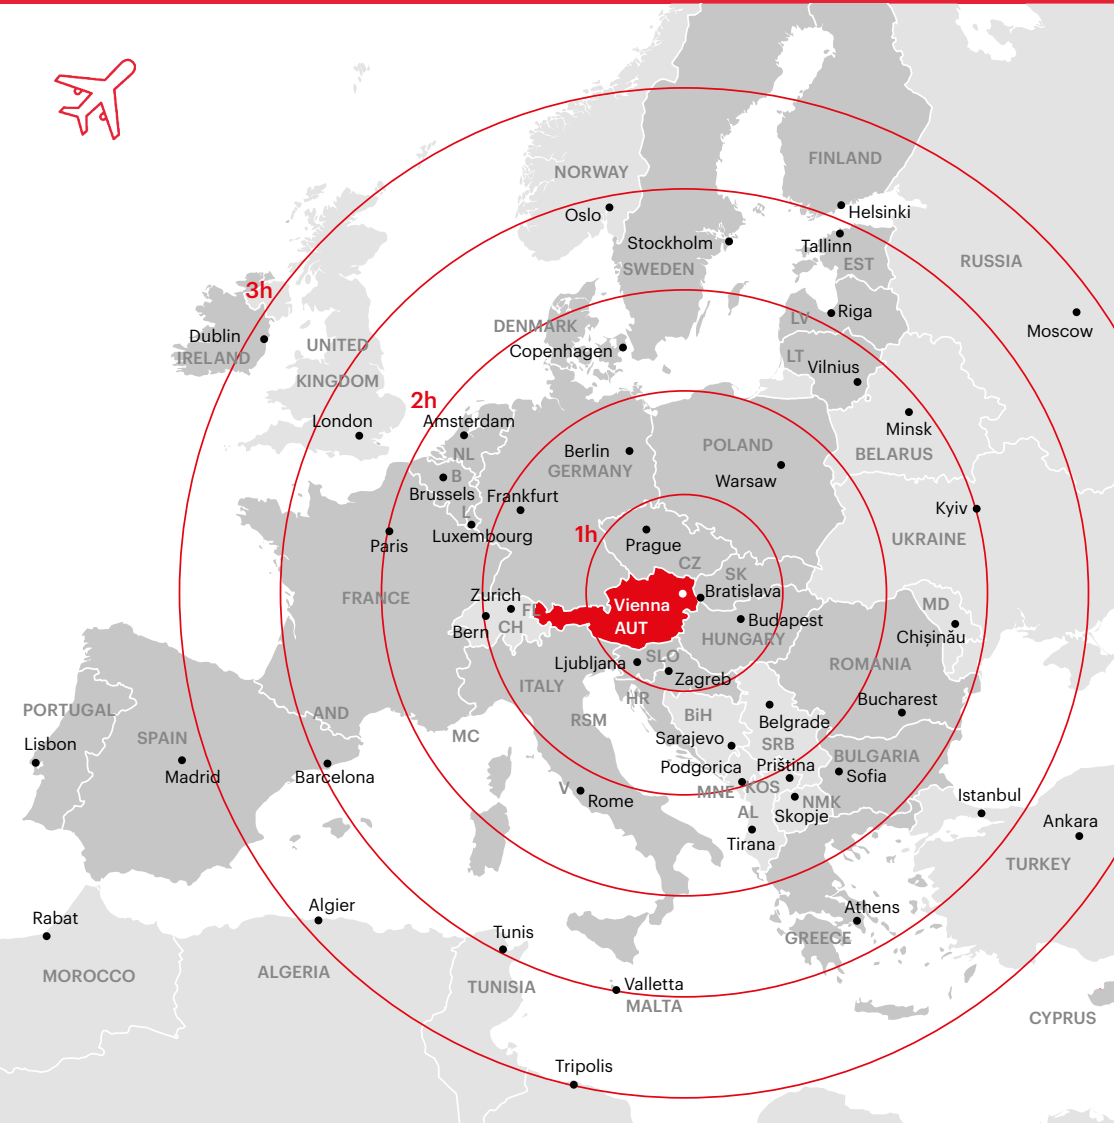 NORWAY
FINLAND
Oslo
Helsinki
Stockholm
Tallinn
SWEDEN
EST
RUSSIA
3h
LV
Riga
DENMARK
Moscow
Dublin
IRELAND
UNITED
KINGDOM
Copenhagen
LT
Vilnius
2h
London
Amsterdam
Minsk
NL
Berlin
GERMANY
POLAND
BELARUS
B
Brussels
Warsaw
Frankfurt
L
Luxembourg
Kyiv
1h
Paris
Prague
UKRAINE
CZ
SK
FRANCE
Zurich
FL
Bern
CH
Vienna
AUT
Bratislava
Budapest
HUNGARY
MD
Chișinău
Ljubljana
SLO
Zagreb
ROMANIA
ITALY
HR
Bucharest
PORTUGAL
AND
RSM
BiH
Belgrade
Lisbon
SPAIN
MC
Sarajevo
SRB
Madrid
Barcelona
Podgorica
Priština
BULGARIA
Sofia
V
Rome
MNE
KOS
NMK
Istanbul
AL
Skopje
Tirana
Ankara
TURKEY
Rabat
Algier
Athens
Tunis
GREECE
MOROCCO
ALGERIA
TUNISIA
Valletta
MALTA
CYPRUS
Tripolis